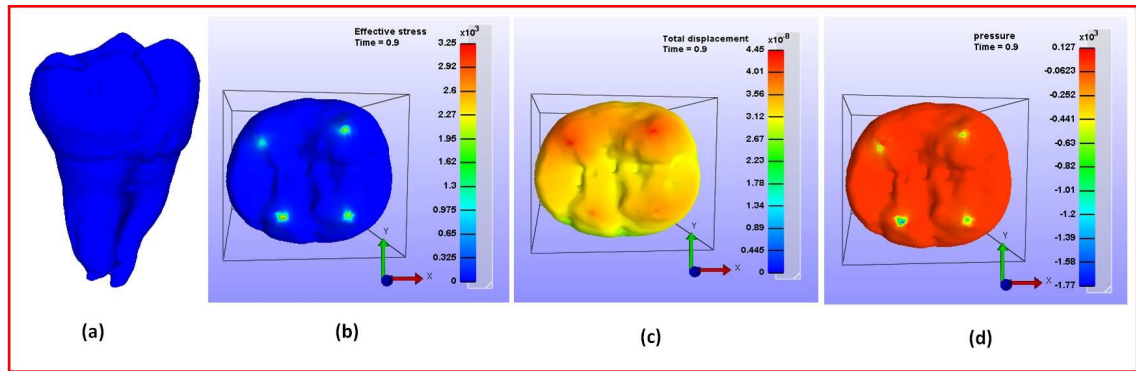 Effective stress
Time = 0.9
x10³
3.25
2.92
2.6
2.27
1.95
1.62
1.3
0.975
0.65
0.325
0
Y
X
Total displacement
Time = 0.9
x10⁻⁸
4.45
4.01
3.56
3.12
2.67
2.23
1.78
1.34
0.89
0.445
0
Y
X
pressure
Time = 0.9
x10³
0.127
-0.0623
-0.252
-0.441
-0.63
-0.82
-1.01
-1.2
-1.39
-1.58
-1.77
Y
X
(a)
(b)
(c)
(d)